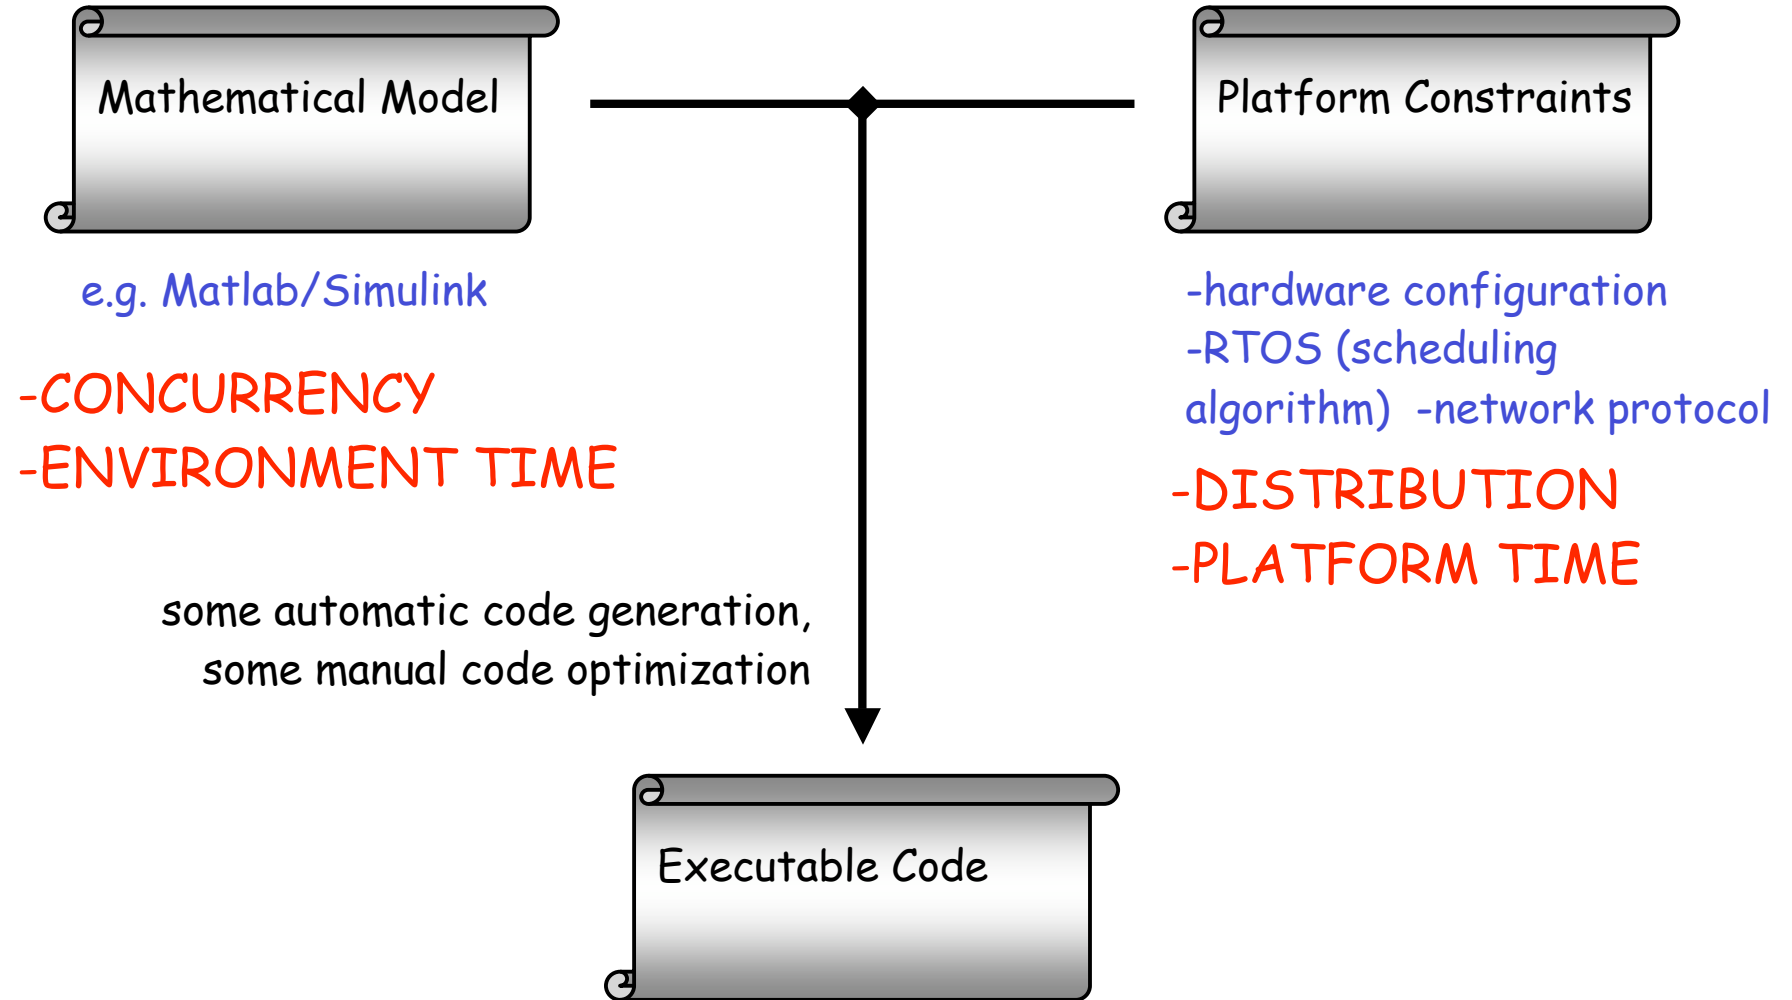 Mathematical Model
e.g. Matlab/Simulink
-CONCURRENCY
-ENVIRONMENT TIME
Platform Constraints
-hardware configuration
-RTOS (scheduling
algorithm)  -network protocol
-DISTRIBUTION
-PLATFORM TIME
some automatic code generation,
some manual code optimization
Executable Code